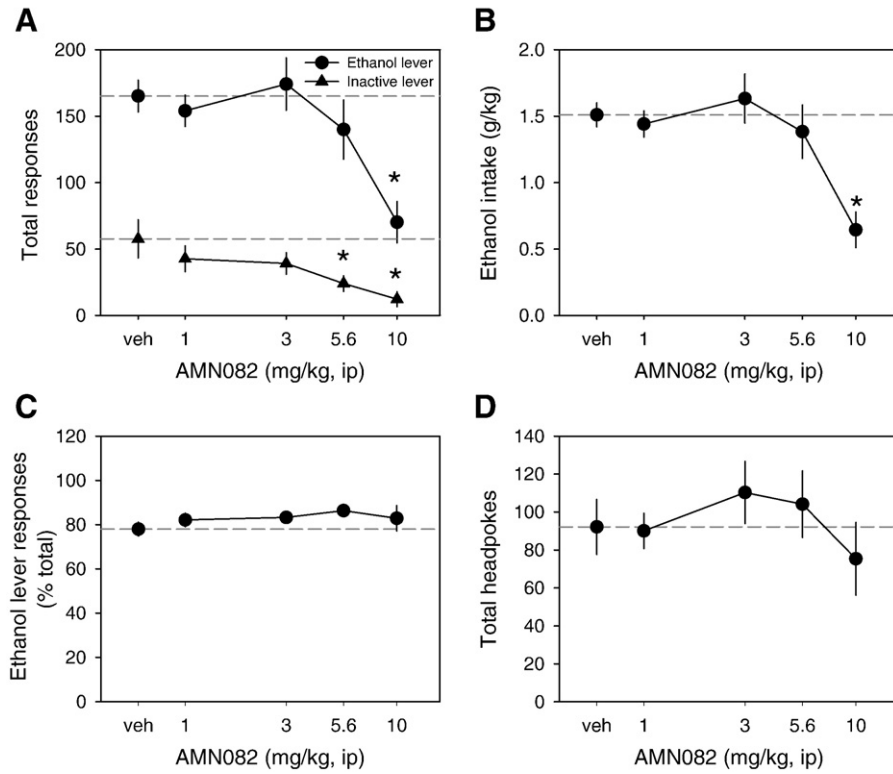 A
Total responses
200
150
100
50
0
Ethanol lever
Inactive lever
*
*
*
veh 1 3 5.6 10
AMN082 (mg/kg, ip)
B
Ethanol intake (g/kg)
2.0
1.5
1.0
0.5
0.0
*
veh 1 3 5.6 10
AMN082 (mg/kg, ip)
C
Ethanol lever responses
(% total)
120
100
80
60
40
20
0
veh 1 3 5.6 10
AMN082 (mg/kg, ip)
D
Total headpokes
140
120
100
80
60
40
20
0
veh 1 3 5.6 10
AMN082 (mg/kg, ip)